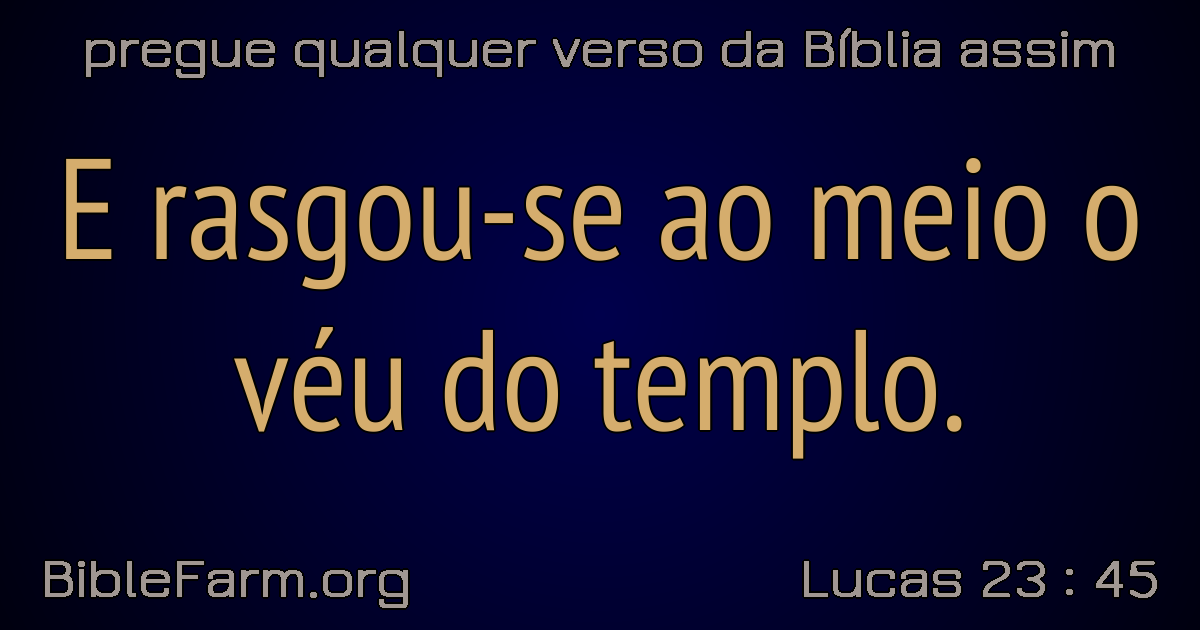 pregue qualquer verso da Bíblia assim
E rasgou-se ao meio o
véu do templo.
BibleFarm.org
Lucas 23 : 45